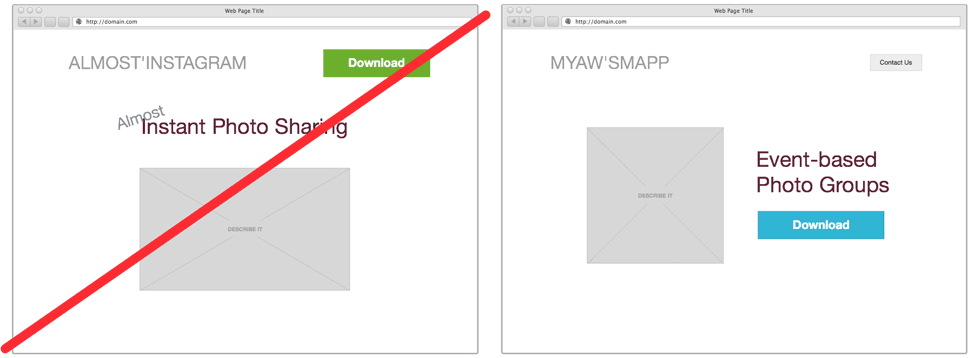 Web Page Title
http://domain.com
ALMOST'INSTAGRAM
Download
Almost
Instant Photo Sharing
DESCRIBE IT
Web Page Title
http://domain.com
MYAW'SMAPP
Contact Us
DESCRIBE IT
Event-based
Photo Groups
Download